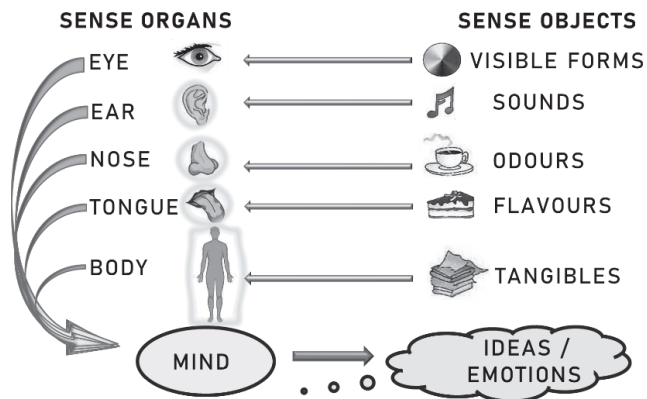 SENSE ORGANS SENSE OBJECTS
EYE VISIBLE FORMS
EAR SOUNDS
NOSE ODOURS
TONGUE FLAVOURS
BODY TANGIBLES
MIND IDEAS /
EMOTIONS